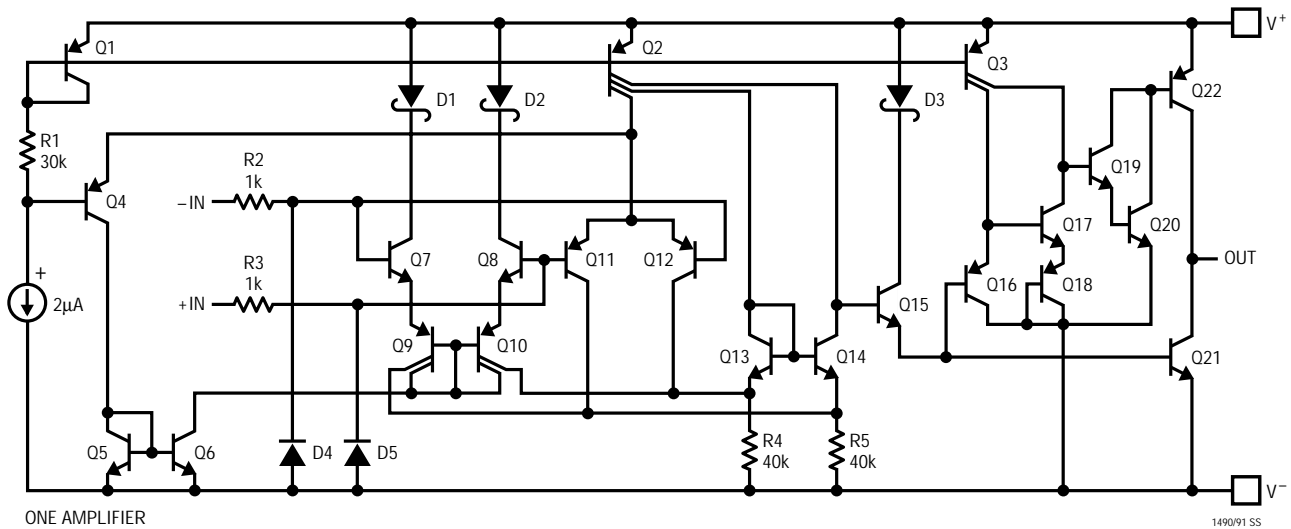 V+
Q1
Q2
Q3
Q22
D1
D2
D3
R1
30k
R2
1k
Q19
Q4
−IN
Q17
Q20
Q7
Q8
Q11
Q12
OUT
R3
1k
Q16
Q18
+
2µA
+IN
Q15
Q9
Q10
Q13
Q14
Q21
Q5
Q6
D4
D5
R4
40k
R5
40k
V−
ONE AMPLIFIER
1490/91 SS